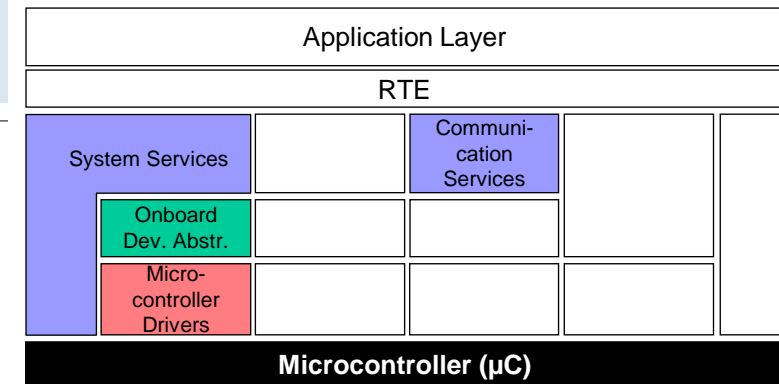 Application Layer
RTE
System Services
Communi-
cation
Services
Onboard
Dev. Abstr.
Micro-
controller
Drivers
Microcontroller (µC)